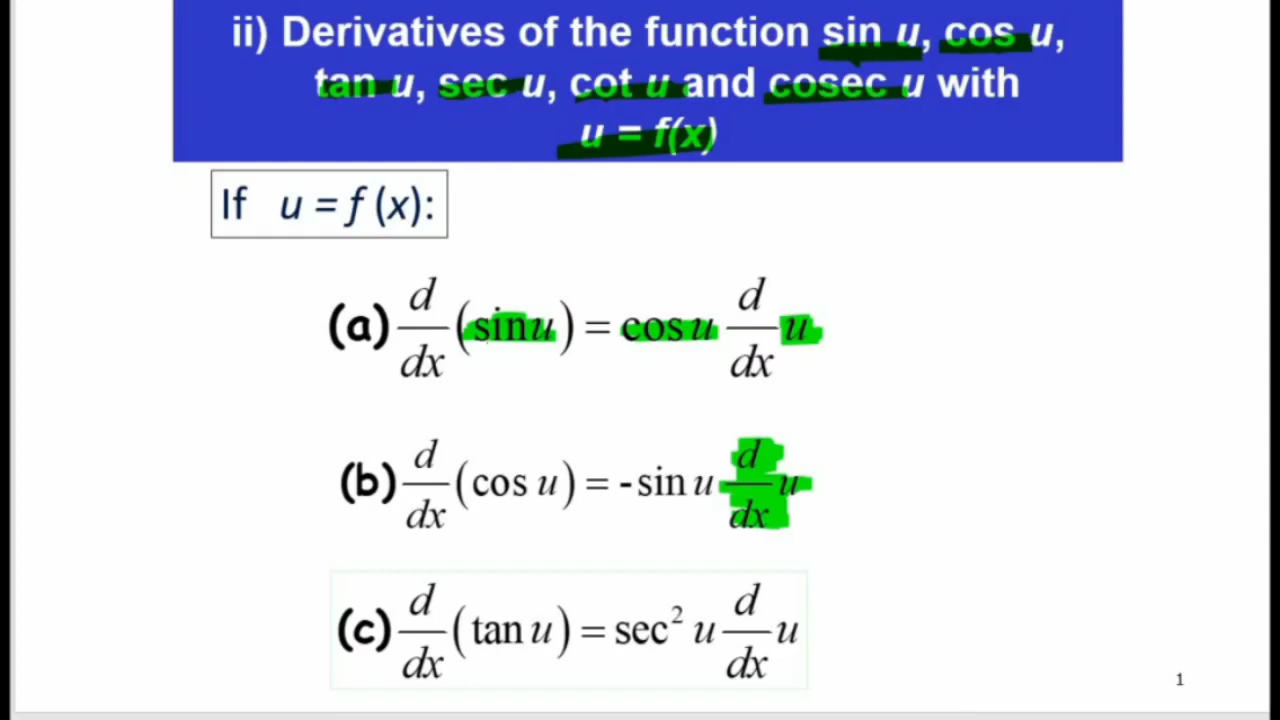 ii) Derivatives of the function sin u, cos u,
tan u, sec u, cot u and cosec u with
u = f(x)
If u = f (x):
(a) d/dx (sin u) = cos u d/dx u
(b) d/dx (cos u) = -sin u d/dx u
(c) d/dx (tan u) = sec² u d/dx u
1